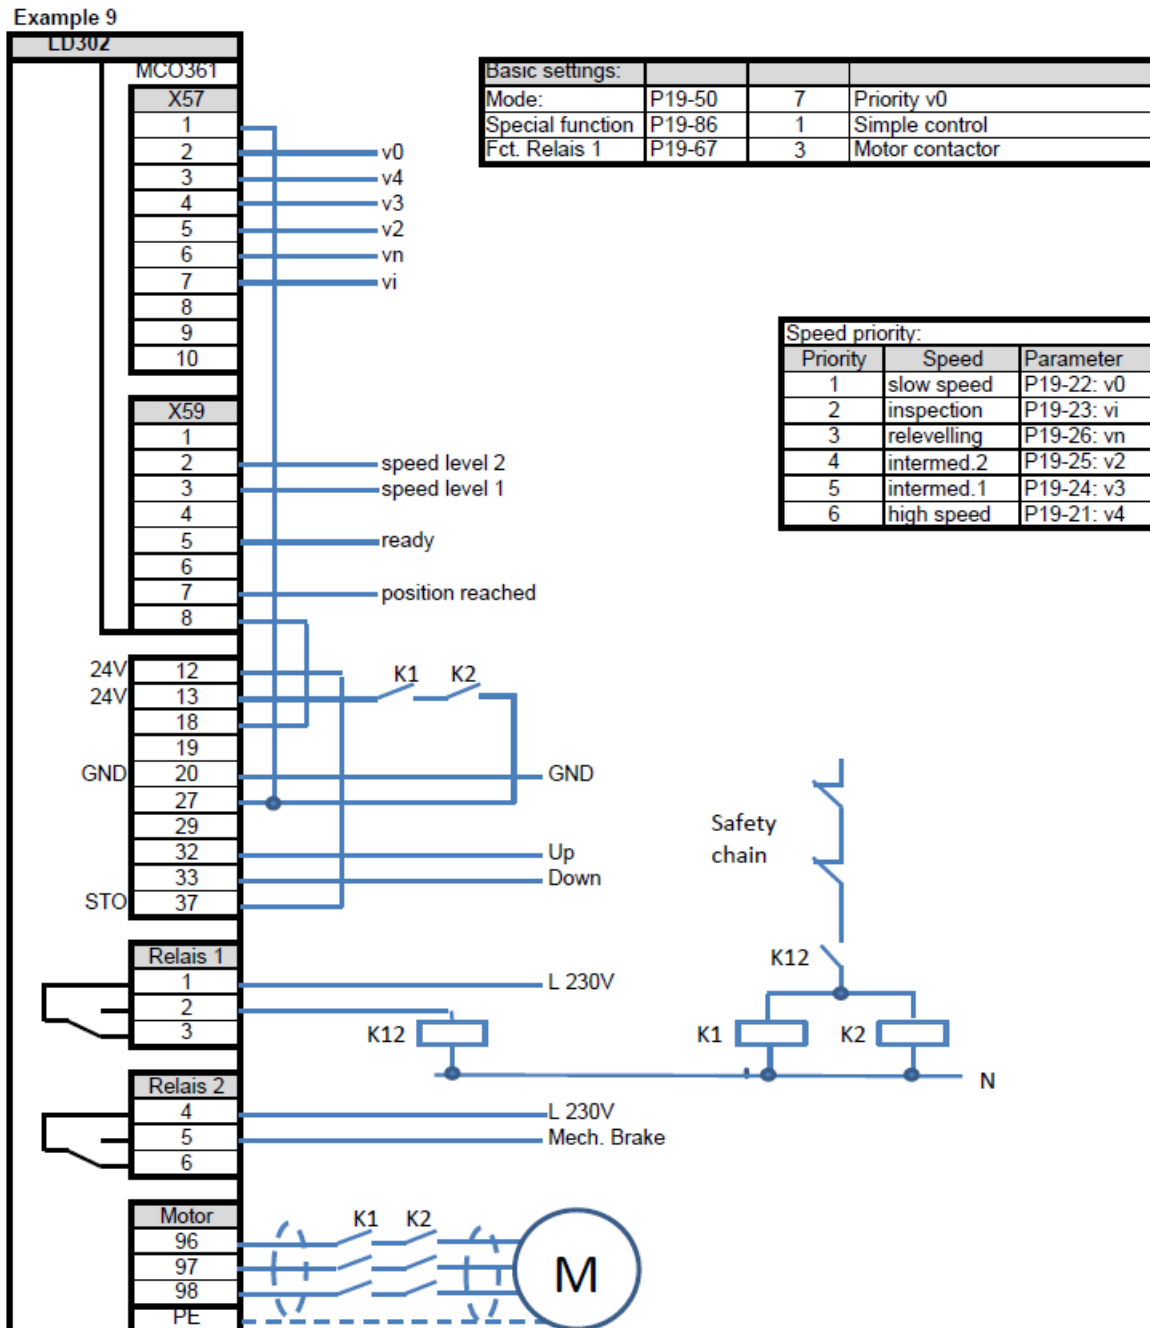 Example 9
LD302
MCO361
X57
1
2 v0
3 v4
4 v3
5 v2
6 vn
7 vi
8
9
10
Basic settings:
Mode: P19-50 7 Priority v0
Special function P19-86 1 Simple control
Fct. Relais 1 P19-67 3 Motor contactor
Speed priority:
Priority Speed Parameter
1 slow speed P19-22: v0
2 inspection P19-23: vi
3 relevelling P19-26: vn
4 intermed.2 P19-25: v2
5 intermed.1 P19-24: v3
6 high speed P19-21: v4
X59
1
2 speed level 2
3 speed level 1
4
5 ready
6
7 position reached
8
24V 12
24V 13 K1 K2
18
19
GND 20 GND
27
29
32 Up
33 Down
STO 37
Safety
chain
K12
K1 K2
N
Relais 1
1 L 230V
2
3 K12
Relais 2
4 L 230V
5 Mech. Brake
6
Motor
96 K1 K2
97
98
PE
M